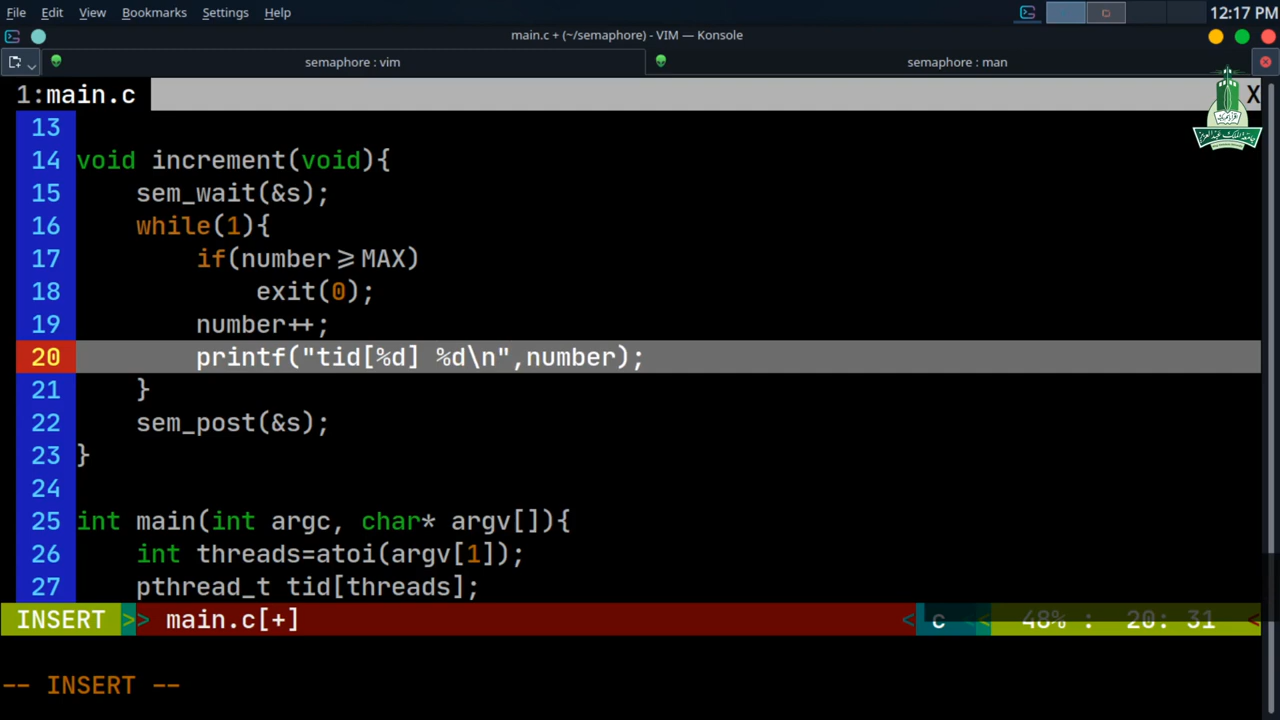 File Edit View Bookmarks Settings Help 12:17 PM
main.c + (~/semaphore) - VIM — Konsole
semaphore : vim semaphore : man
1:main.c X
13
14 void increment(void){
15 sem_wait(&s);
16 while(1){
17 if(number>=MAX)
18 exit(0);
19 number++;
20 printf("tid[%d] %d\n",number);
21 }
22 sem_post(&s);
23 }
24
25 int main(int argc, char* argv[]){
26 int threads=atoi(argv[1]);
27 pthread_t tid[threads];
INSERT >> main.c[+] < c < 48% : 20: 31 <
-- INSERT --